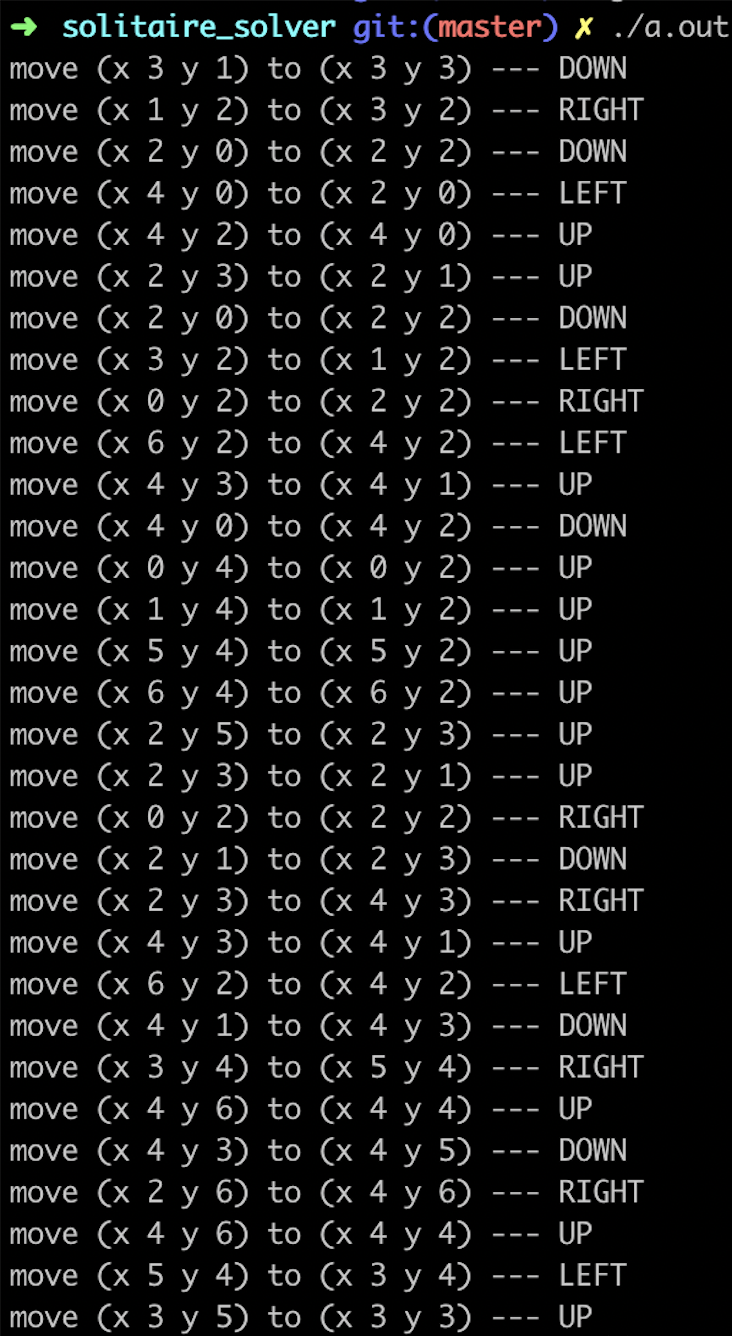 ➜ solitaire_solver git:(master) ✗ ./a.out
move (x 3 y 1) to (x 3 y 3) --- DOWN
move (x 1 y 2) to (x 3 y 2) --- RIGHT
move (x 2 y 0) to (x 2 y 2) --- DOWN
move (x 4 y 0) to (x 2 y 0) --- LEFT
move (x 4 y 2) to (x 4 y 0) --- UP
move (x 2 y 3) to (x 2 y 1) --- UP
move (x 2 y 0) to (x 2 y 2) --- DOWN
move (x 3 y 2) to (x 1 y 2) --- LEFT
move (x 0 y 2) to (x 2 y 2) --- RIGHT
move (x 6 y 2) to (x 4 y 2) --- LEFT
move (x 4 y 3) to (x 4 y 1) --- UP
move (x 4 y 0) to (x 4 y 2) --- DOWN
move (x 0 y 4) to (x 0 y 2) --- UP
move (x 1 y 4) to (x 1 y 2) --- UP
move (x 5 y 4) to (x 5 y 2) --- UP
move (x 6 y 4) to (x 6 y 2) --- UP
move (x 2 y 5) to (x 2 y 3) --- UP
move (x 2 y 3) to (x 2 y 1) --- UP
move (x 0 y 2) to (x 2 y 2) --- RIGHT
move (x 2 y 1) to (x 2 y 3) --- DOWN
move (x 2 y 3) to (x 4 y 3) --- RIGHT
move (x 4 y 3) to (x 4 y 1) --- UP
move (x 6 y 2) to (x 4 y 2) --- LEFT
move (x 4 y 1) to (x 4 y 3) --- DOWN
move (x 3 y 4) to (x 5 y 4) --- RIGHT
move (x 4 y 6) to (x 4 y 4) --- UP
move (x 4 y 3) to (x 4 y 5) --- DOWN
move (x 2 y 6) to (x 4 y 6) --- RIGHT
move (x 4 y 6) to (x 4 y 4) --- UP
move (x 5 y 4) to (x 3 y 4) --- LEFT
move (x 3 y 5) to (x 3 y 3) --- UP